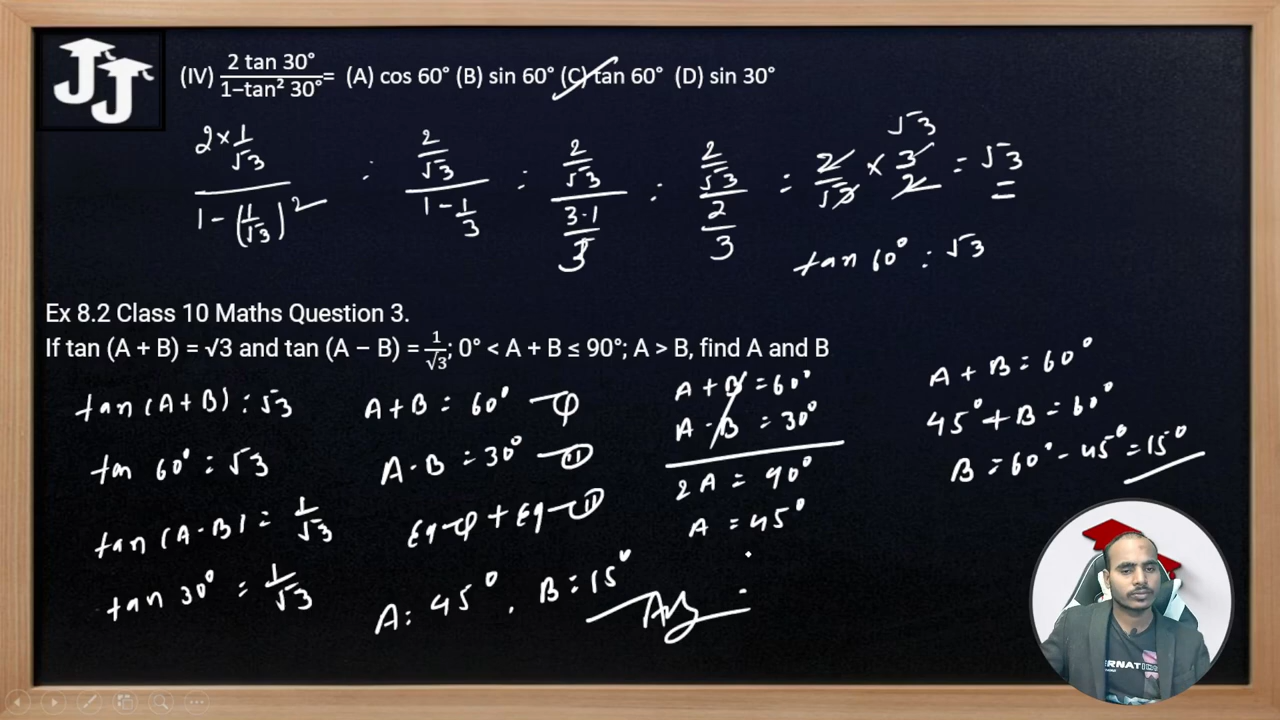 JJ
(IV) 2 tan 30° / 1–tan² 30° = (A) cos 60° (B) sin 60° (C) tan 60° (D) sin 30°
2 × 1/√3 / 1 - (1/√3)² : 2/√3 / 1 - 1/3 : 2/√3 / 3-1/3 : 2/√3 / 2/3 = 2/√3 × 3/2 = √3
√3
tan 60° : √3
Ex 8.2 Class 10 Maths Question 3.
If tan (A + B) = √3 and tan (A – B) = 1/√3; 0° < A + B ≤ 90°; A > B, find A and B
tan (A + B) : √3
tan 60° = √3
tan (A - B) = 1/√3
tan 30° = 1/√3
A + B = 60° – (I)
A - B = 30° – (II)
Eq – (I) + Eq – (II)
A : 45°, B = 15°
Ans
A + B = 60°
A - B = 30°
2A = 90°
A = 45°
A + B = 60°
45° + B = 60°
B = 60° - 45° = 15°